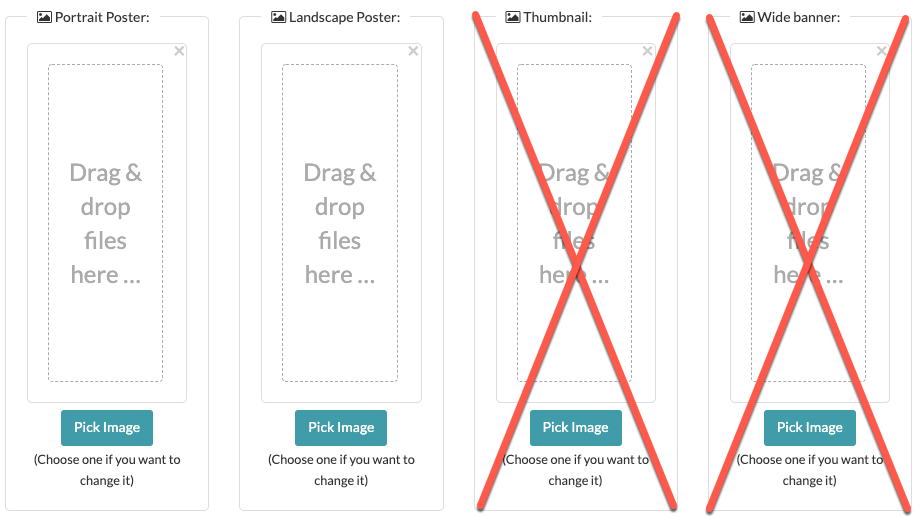 Portrait Poster:
Landscape Poster:
Thumbnail:
Wide banner:
Drag &
drop
files
here ...
Drag &
drop
files
here ...
Drag &
drop
files
here ...
Drag &
drop
files
here ...
Pick Image
Pick Image
Pick Image
Pick Image
(Choose one if you want to
change it)
(Choose one if you want to
change it)
(Choose one if you want to
change it)
(Choose one if you want to
change it)